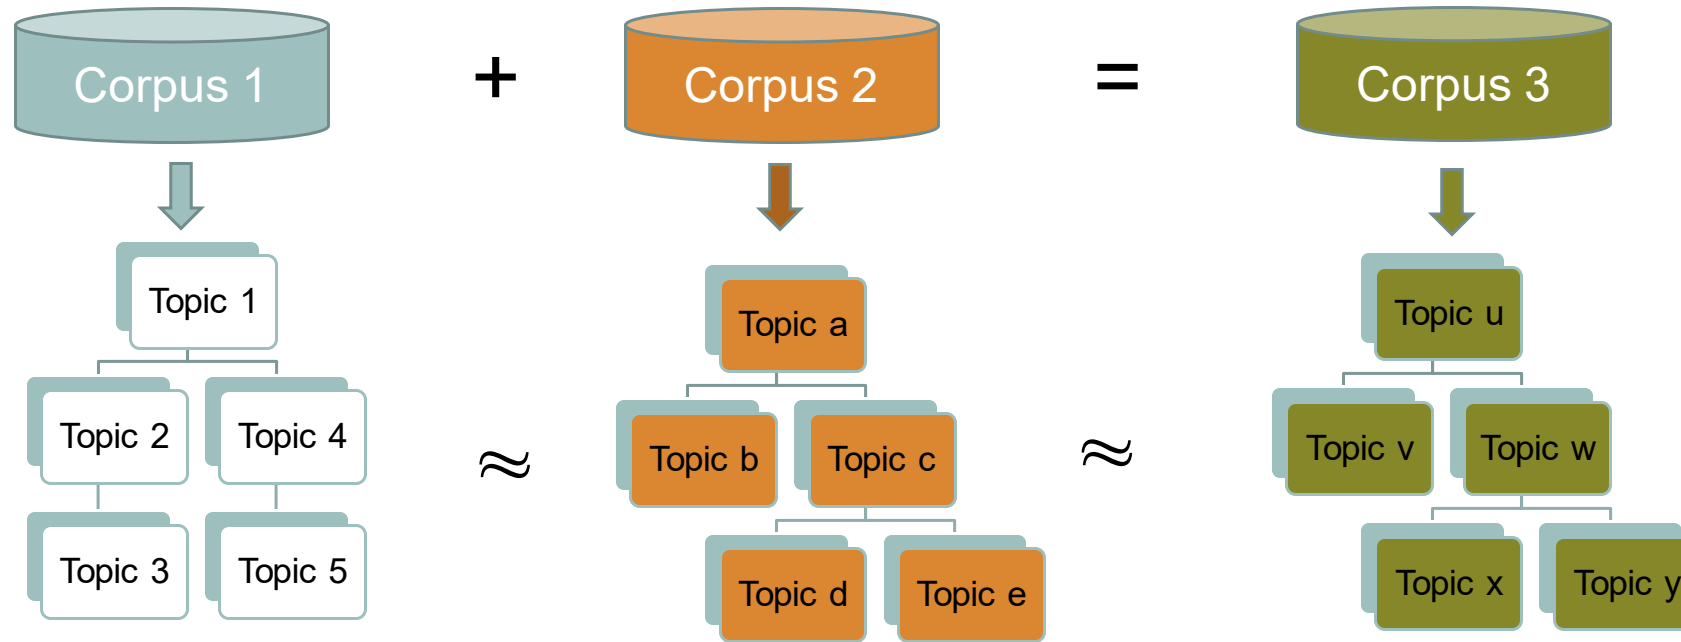 Corpus 1
+
Corpus 2
=
Corpus 3
Topic 1
Topic 2
Topic 4
Topic 3
Topic 5
≈
Topic a
Topic b
Topic c
Topic d
Topic e
≈
Topic u
Topic v
Topic w
Topic x
Topic y